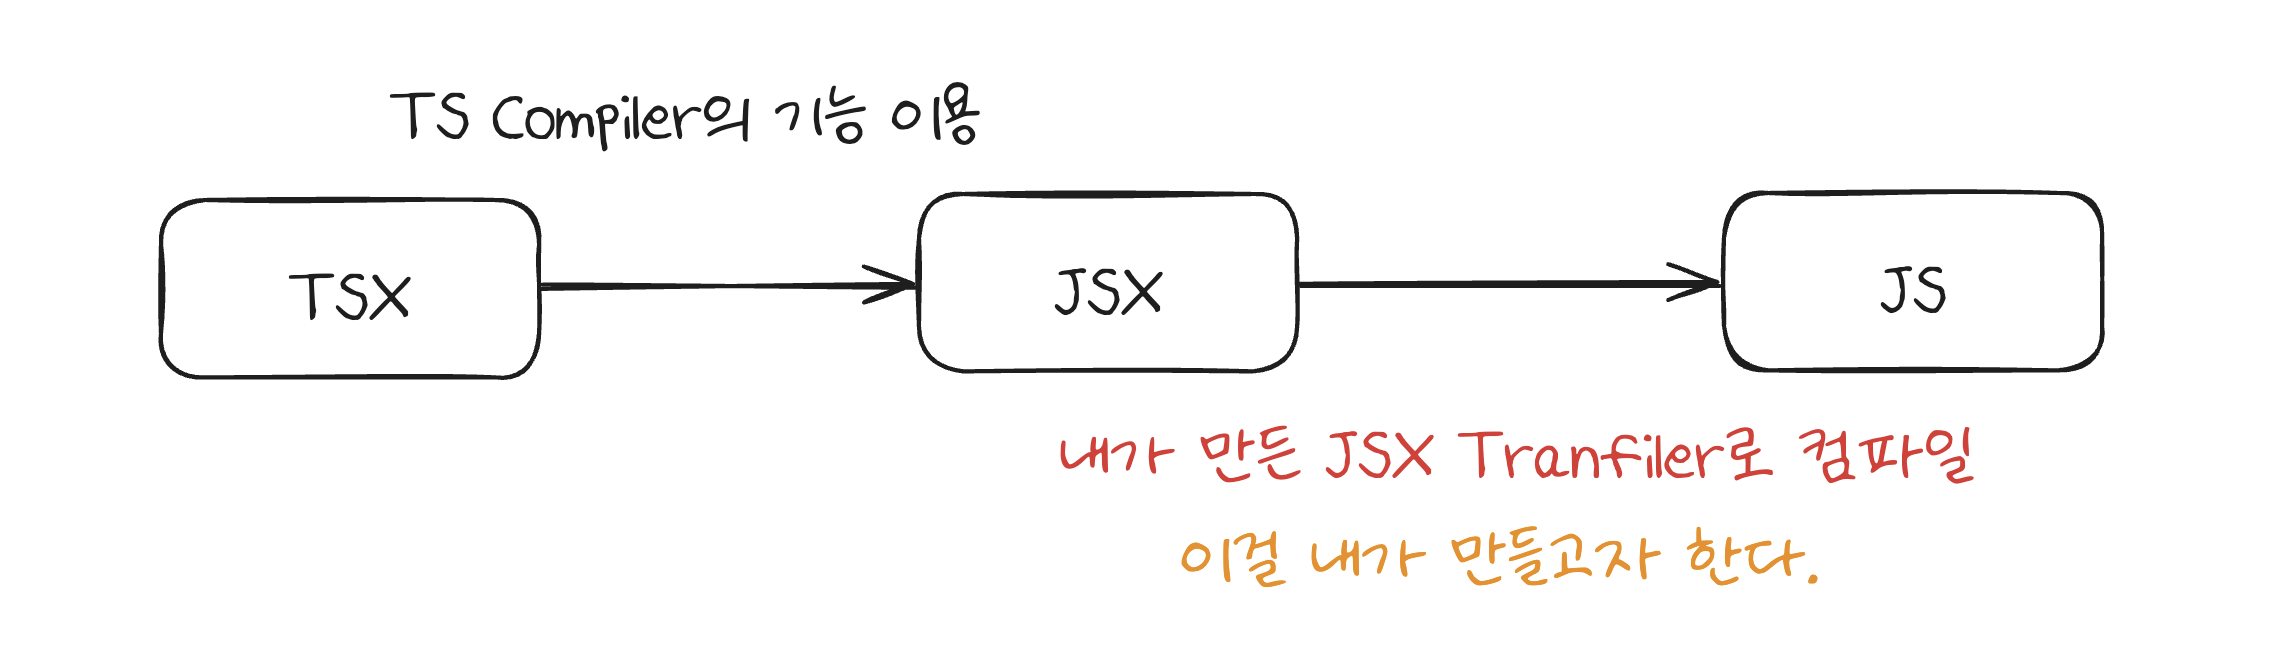 TS Compiler의 기능 이용
TSX
JSX
JS
내가 만든 JSX Tranfiler로 컴파일
이걸 내가 만들고자 한다.